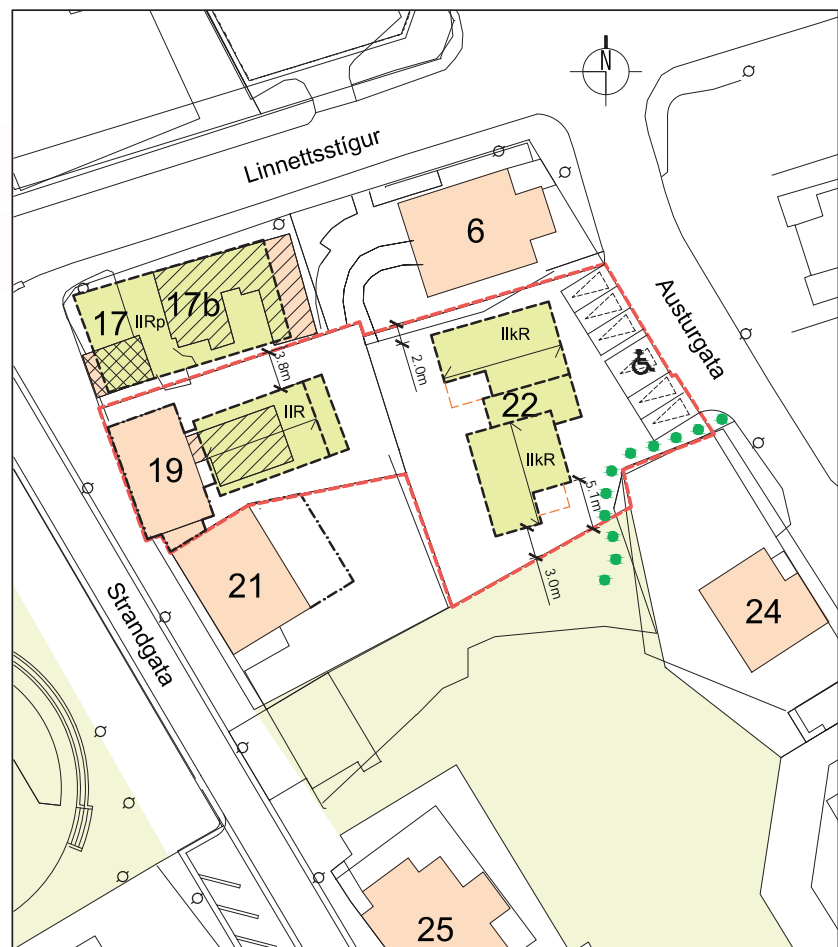 N
Linnettsstígur
6
17 IIRp 17b
Austurgata
IIkR
2.0m
3.8m
22
IIR
19
IIkR
5.1m
21
3.0m
24
Strandgata
25